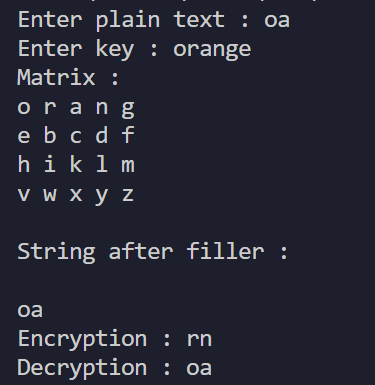 Enter plain text : oa
Enter key : orange
Matrix :
o r a n g
e b c d f
h i k l m
v w x y z
String after filler :
oa
Encryption : rn
Decryption : oa